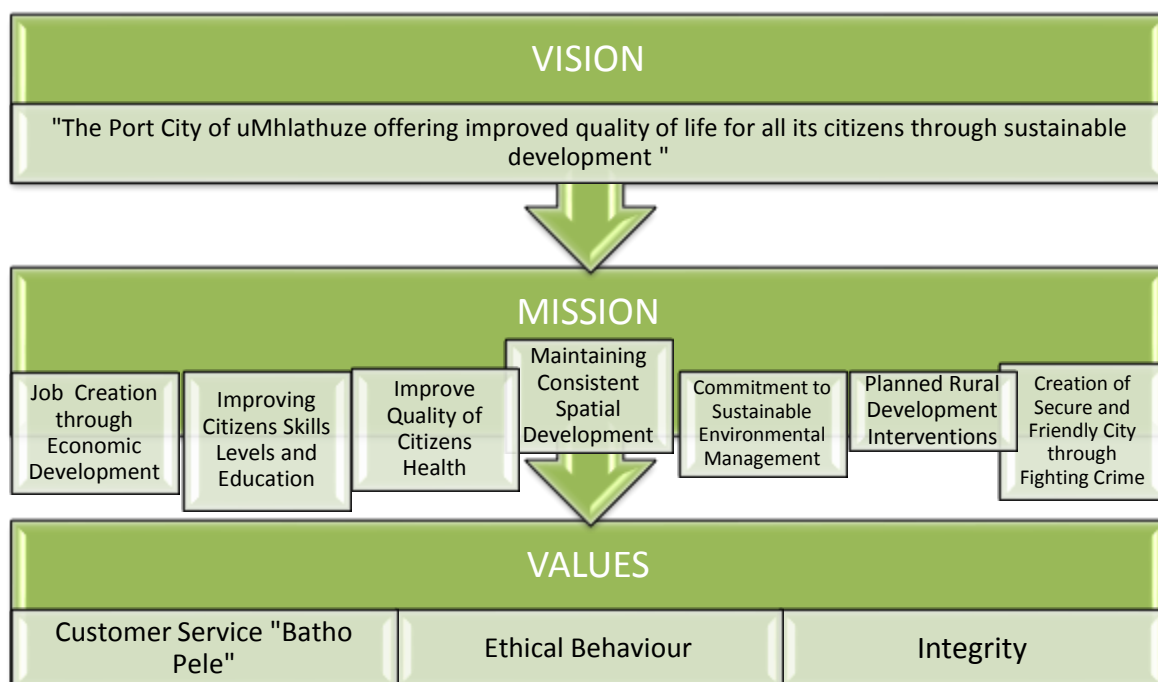 VISION
"The Port City of uMhlathuze offering improved quality of life for all its citizens through sustainable
development "
MISSION
Job Creation
through
Economic
Development
Improving
Citizens Skills
Levels and
Education
Improve
Quality of
Citizens
Health
Maintaining
Consistent
Spatial
Development
Commitment to
Sustainable
Environmental
Management
Planned Rural
Development
Interventions
Creation of
Secure and
Friendly City
through
Fighting Crime
VALUES
Customer Service "Batho
Pele"
Ethical Behaviour
Integrity